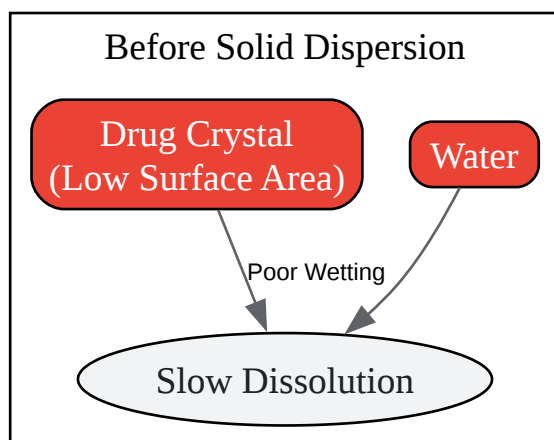 Before Solid Dispersion
Drug Crystal
(Low Surface Area)
Water
Poor Wetting
Slow Dissolution